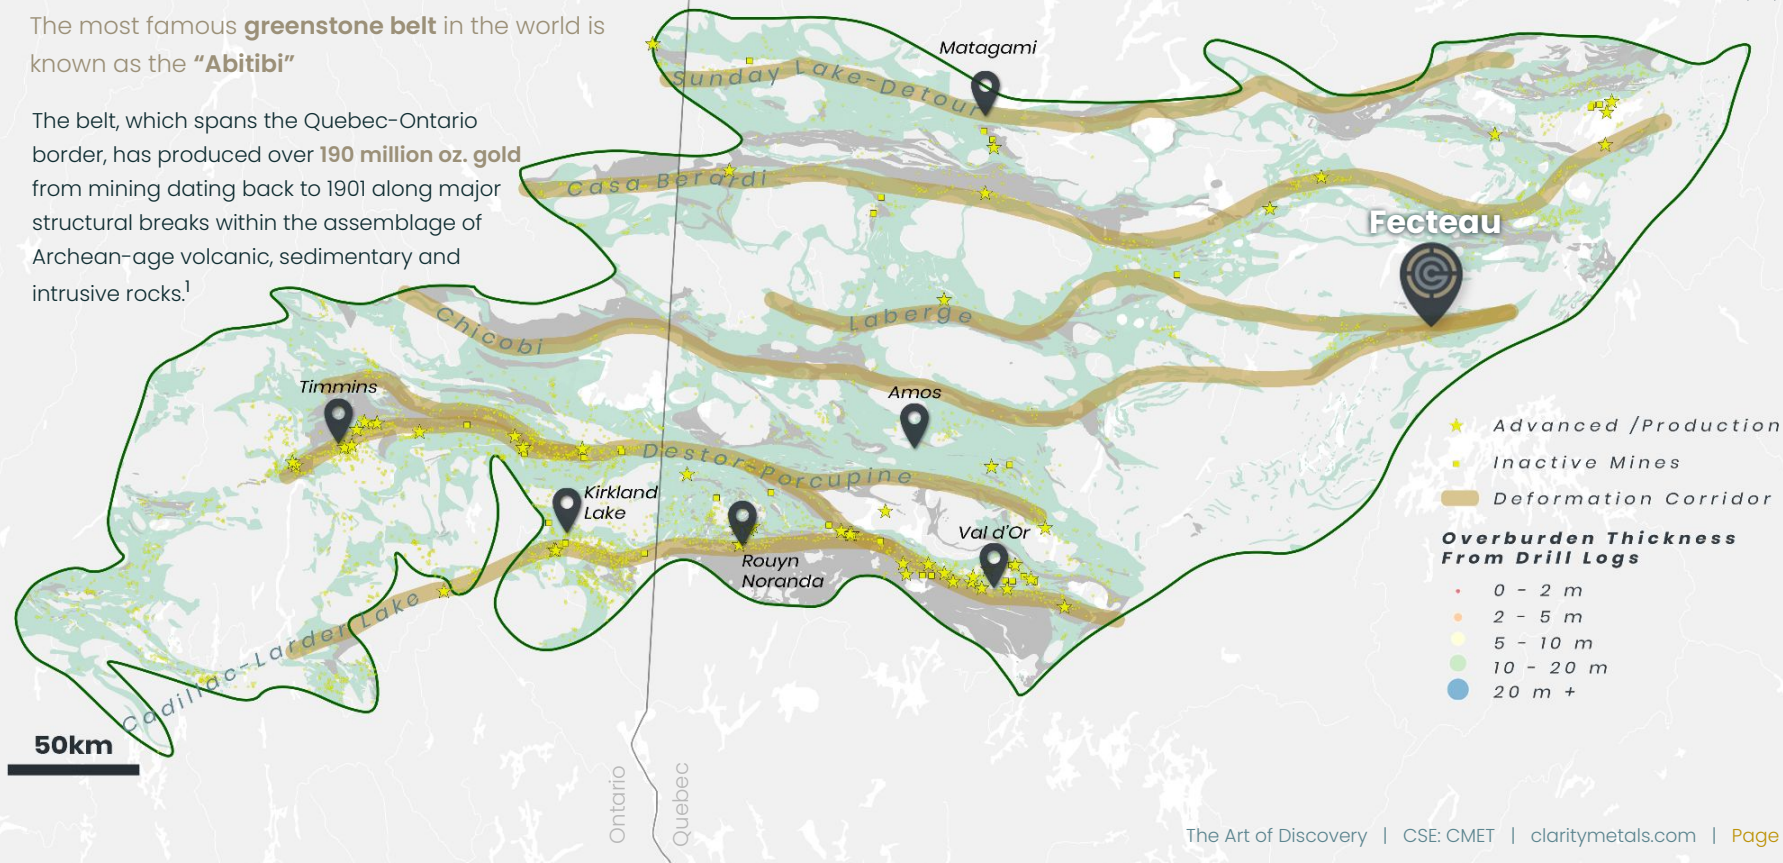 The most famous greenstone belt in the world is
known as the “Abitibi”
The belt, which spans the Quebec-Ontario
border, has produced over 190 million oz. gold
from mining dating back to 1901 along major
structural breaks within the assemblage of
Archean-age volcanic, sedimentary and
intrusive rocks.1
Matagami
Sunday Lake-Detour
Casa Berardi
Fecteau
Chicobi
Laberge
Timmins
Amos
Destor-Porcupine
Kirkland
Lake
Rouyn
Noranda
Val d'Or
Cadillac-Larder Lake
Advanced /Production
Inactive Mines
Deformation Corridor
Overburden Thickness
From Drill Logs
0 - 2 m
2 - 5 m
5 - 10 m
10 - 20 m
20 m +
50km
Ontario
Quebec
The Art of Discovery | CSE: CMET | claritymetals.com | Page